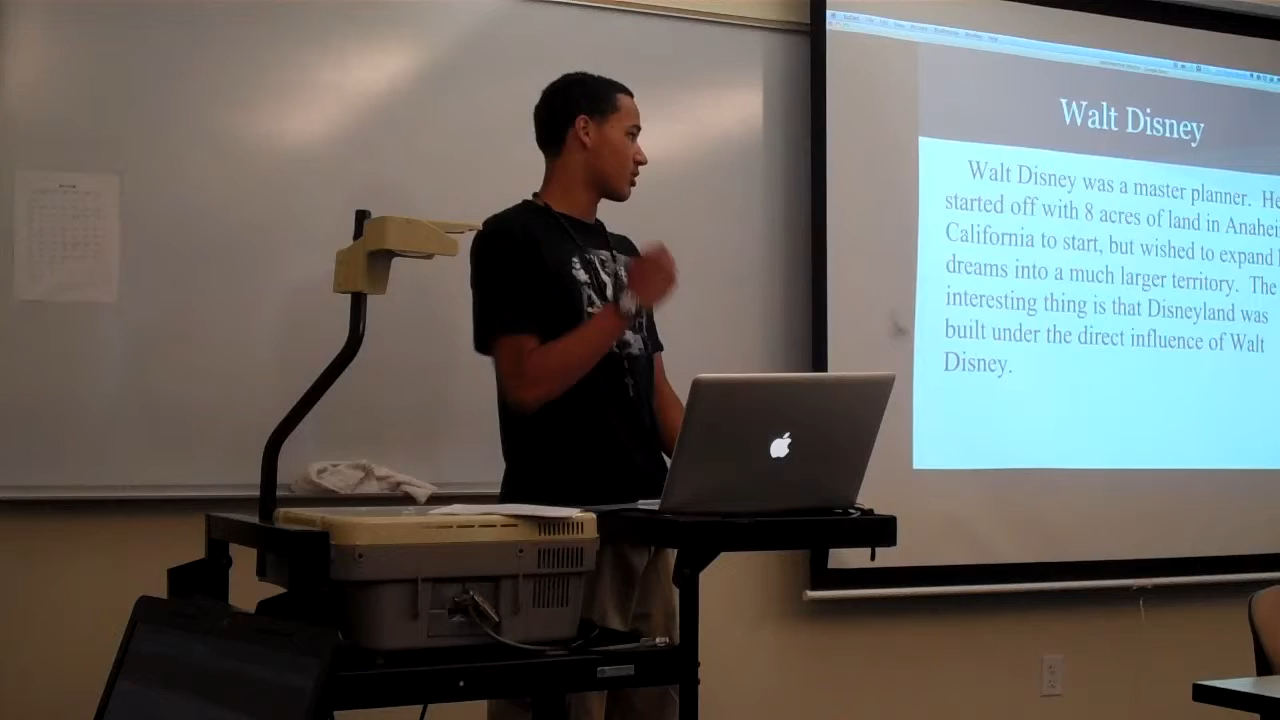 Walt Disney
Walt Disney was a master planner. He
started off with 8 acres of land in Anahei
California to start, but wished to expand
dreams into a much larger territory. The
interesting thing is that Disneyland was
built under the direct influence of Walt
Disney.